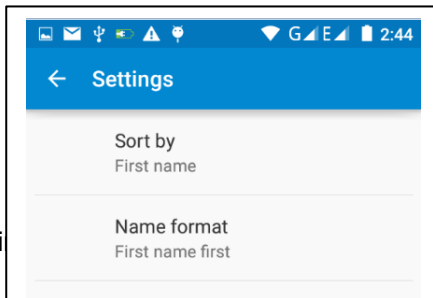 G E 2:44
Settings
Sort by
First name
Name format
First name first
i